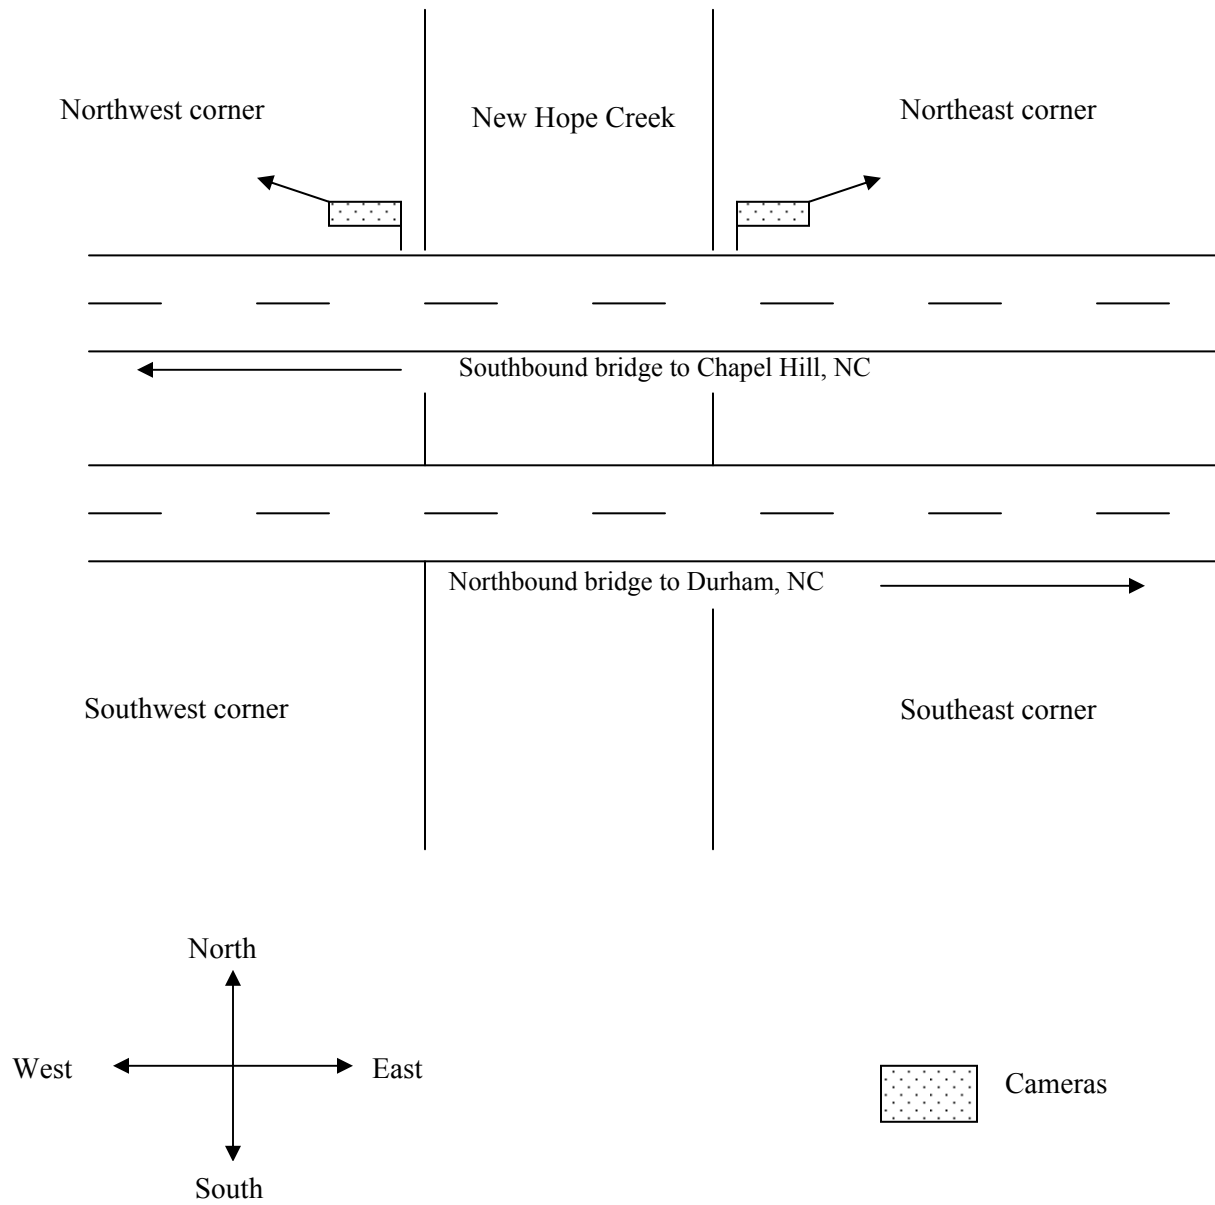 Northwest corner
New Hope Creek
Northeast corner
Southbound bridge to Chapel Hill, NC
Northbound bridge to Durham, NC
Southwest corner
Southeast corner
North
West
East
South
Cameras